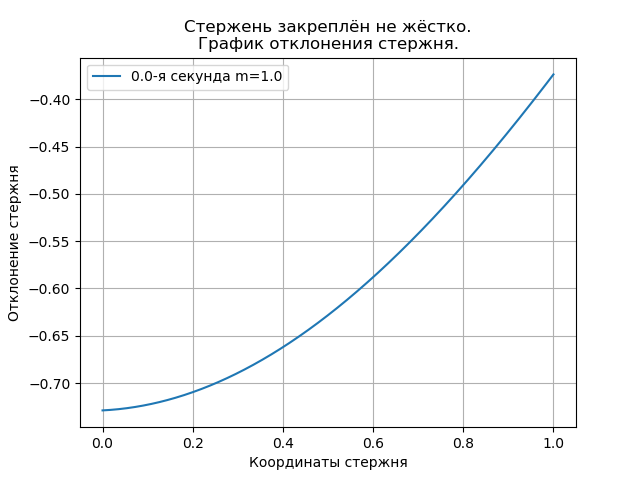 Стержень закреплён не жёстко.
График отклонения стержня.
0.0-я секунда m=1.0
Отклонение стержня
−0.40
−0.45
−0.50
−0.55
−0.60
−0.65
−0.70
0.0 0.2 0.4 0.6 0.8 1.0
Координаты стержня